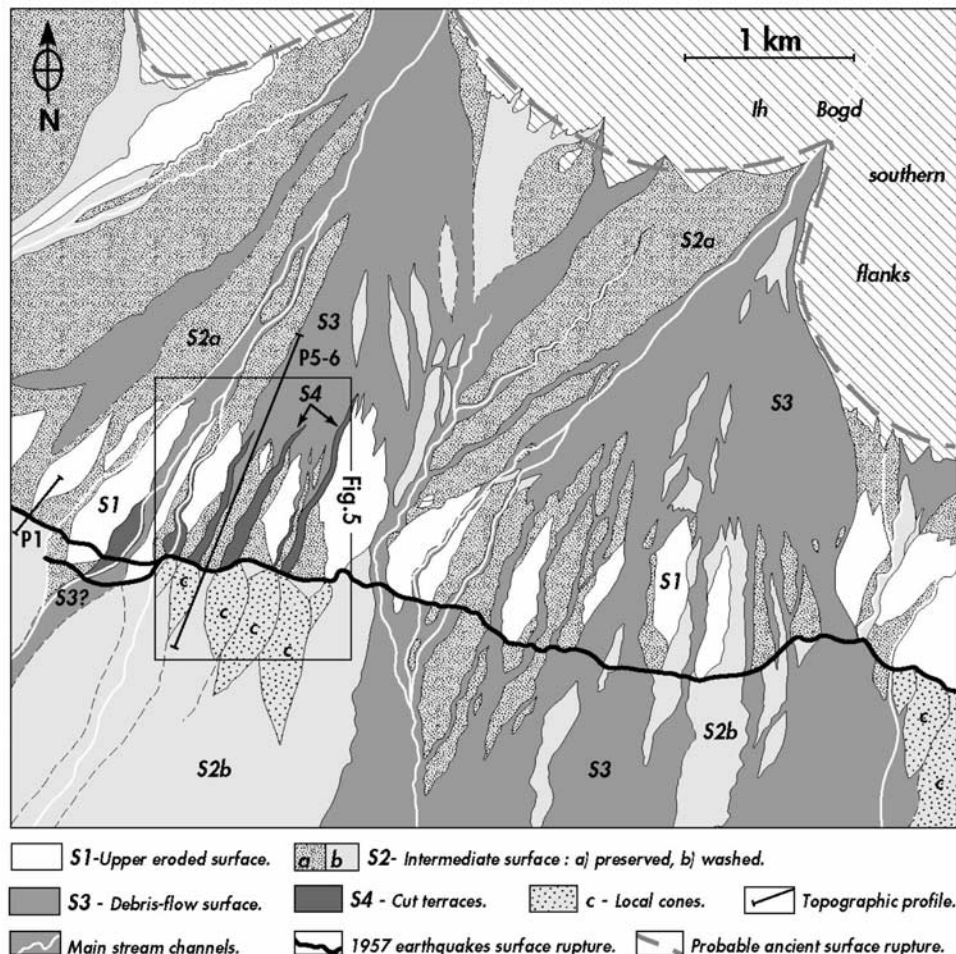 1 km
N
Ih Bogd
southern
flanks
S2a
S3
S2a
P5-6
S4
S3
Fig.5
S1
P1
S1
S3?
c
c
c
c
S2b
S2b
S3
c
c
c
S1-Upper eroded surface.
a b S2- Intermediate surface : a) preserved, b) washed.
S3 - Debris-flow surface.
S4 - Cut terraces.
c - Local cones.
Topographic profile.
Main stream channels.
1957 earthquakes surface rupture.
Probable ancient surface rupture.